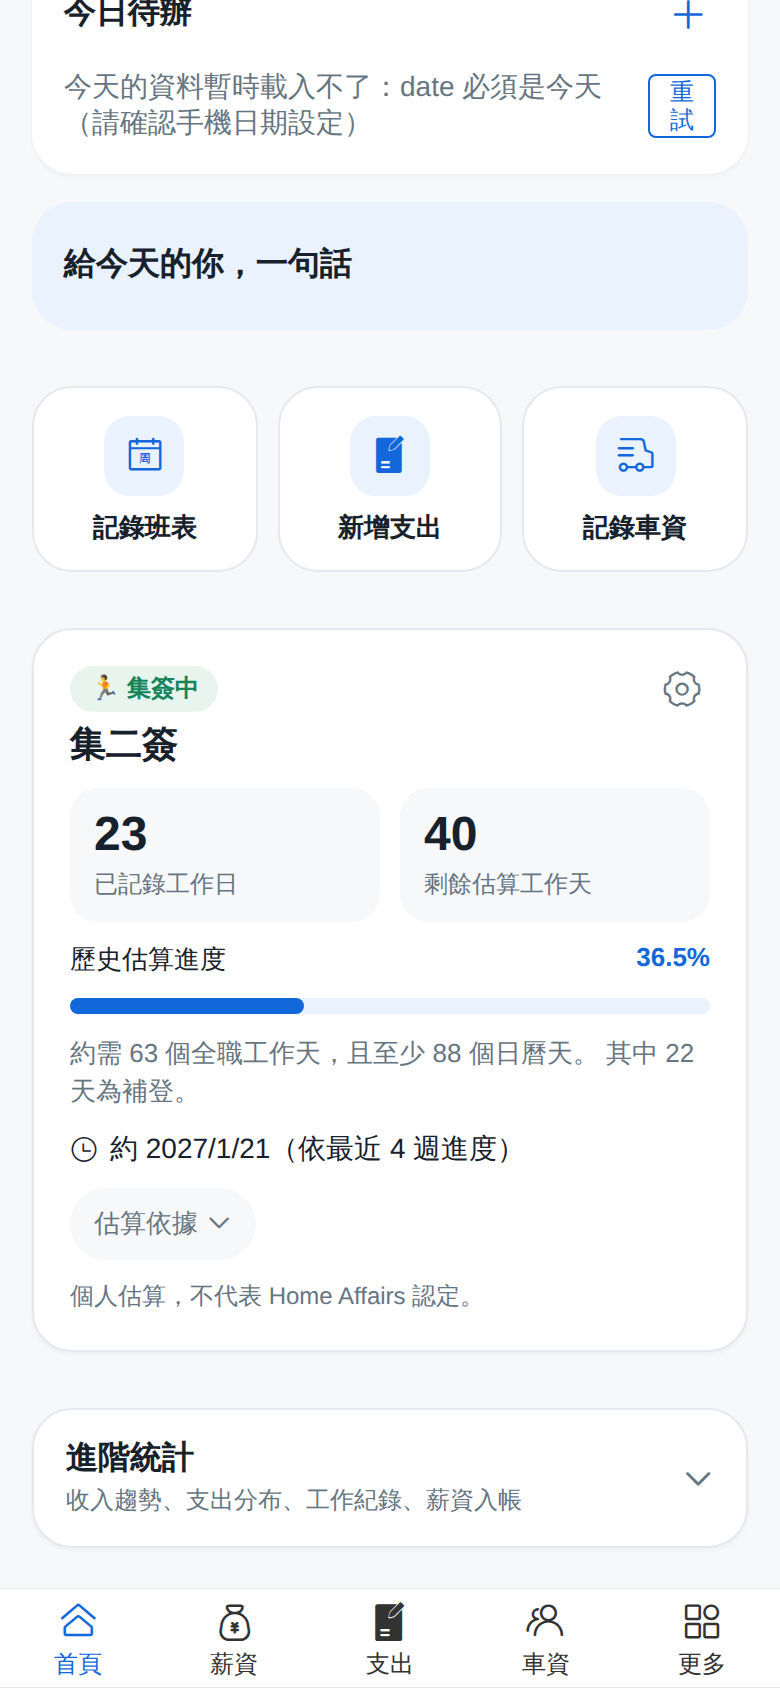 今日待辦
今天的資料暫時載入不了：date 必須是今天
（請確認手機日期設定）
重
試
給今天的你，一句話
周
記錄班表
新增支出
記錄車資
🏃 集簽中
集二簽
23
已記錄工作日
40
剩餘估算工作天
歷史估算進度
36.5%
約需 63 個全職工作天，且至少 88 個日曆天。 其中 22
天為補登。
約 2027/1/21（依最近 4 週進度）
估算依據
個人估算，不代表 Home Affairs 認定。
進階統計
收入趨勢、支出分布、工作紀錄、薪資入帳
¥
首頁
薪資
支出
車資
更多